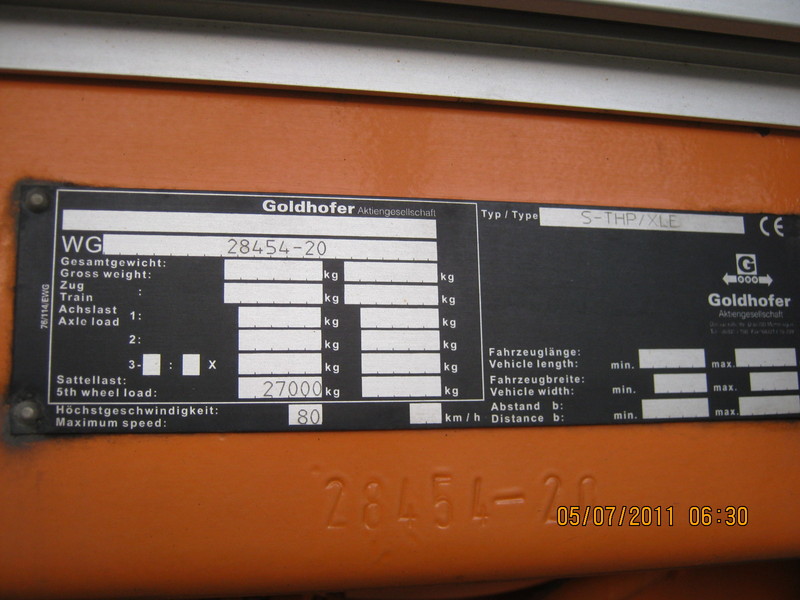 Goldhofer Aktiengesellschaft
WG 28454-20
Gesamtgewicht:
Gross weight: kg kg
Zug
Train : kg kg
Achslast
Axle load 1: kg kg
2: kg kg
3- : X kg kg
Sattellast:
5th wheel load: 27000 kg kg
Höchstgeschwindigkeit:
Maximum speed: 80 km/h
76/114/EWG
Typ / Type S-THP/XLE CE
G
Goldhofer
Aktiengesellschaft
Fahrzeuglänge:
Vehicle length: min. max.
Fahrzeugbreite:
Vehicle width: min. max.
Abstand b:
Distance b: min. max.
28454-20
05/07/2011 06:30